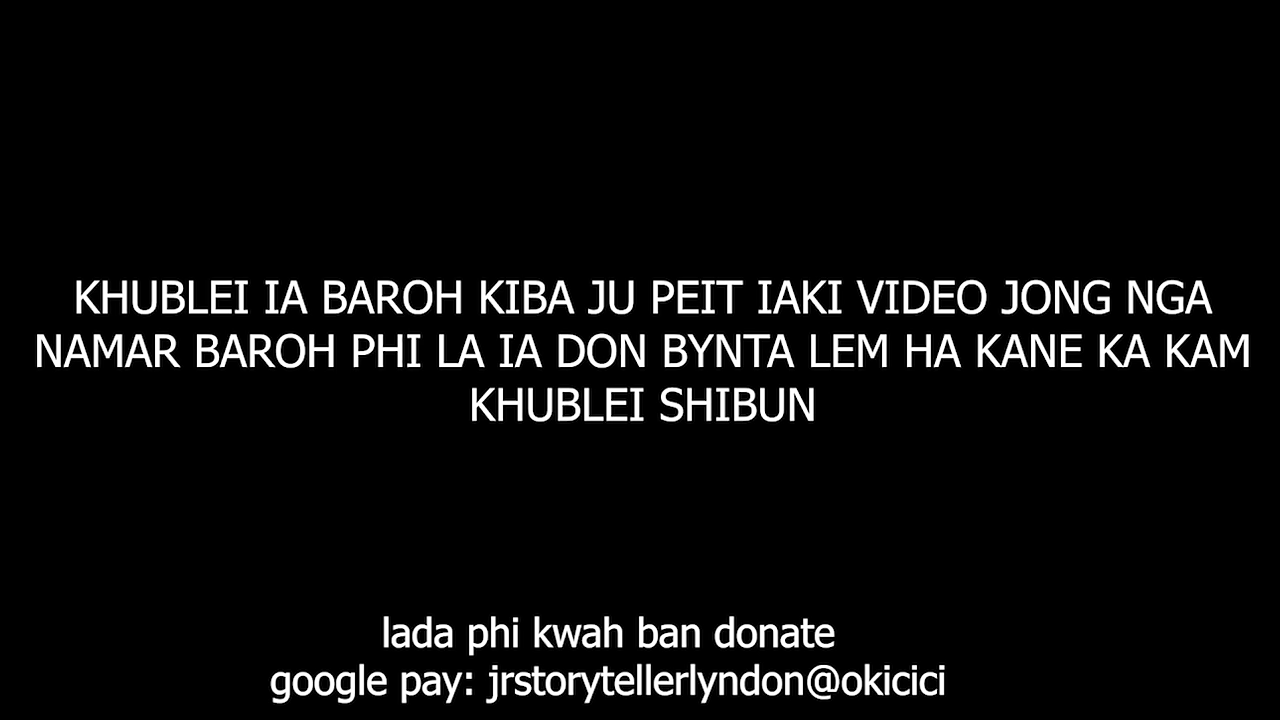 KHUBLEI IA BAROH KIBA JU PEIT IAKI VIDEO JONG NGA
NAMAR BAROH PHI LA IA DON BYNTA LEM HA KANE KA KAM
KHUBLEI SHIBUN
lada phi kwah ban donate
google pay: jrstorytellerlyndon@okicici